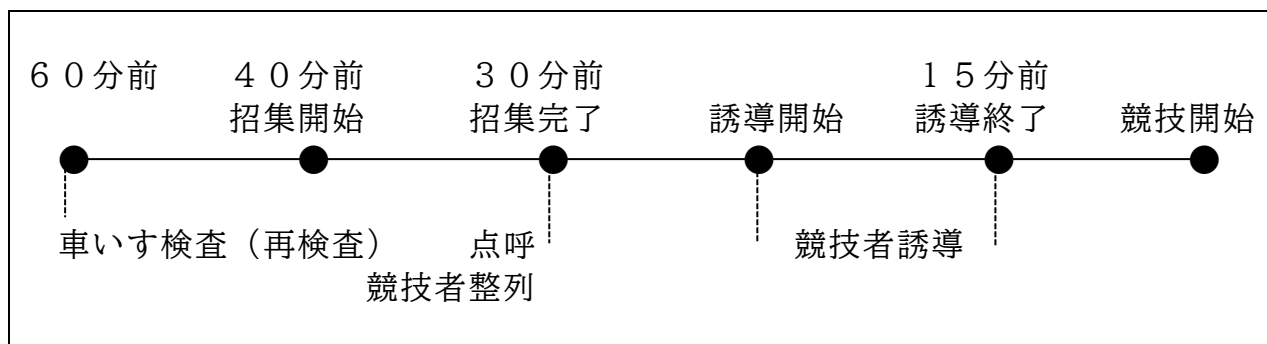 ６０分前 ４０分前 ３０分前 １５分前
招集開始 招集完了 誘導開始 誘導終了 競技開始
車いす検査（再検査） 点呼 競技者誘導
競技者整列